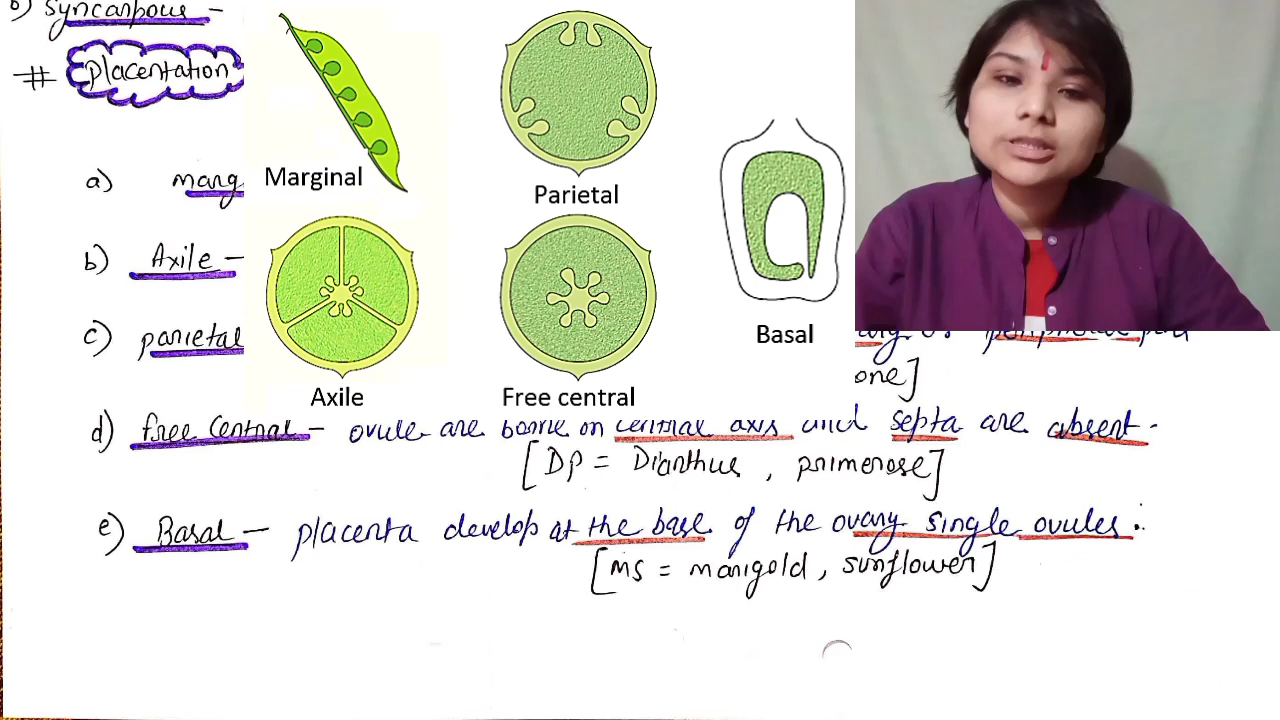 b) syncarpous -
# placentation
Marginal
Parietal
a) marg
b) Axile -
Basal
c) parietal
one]
Axile
Free central
d) free central - ovule are borne on central axis and septa are absent.
[DP = Dianthus, primerose]
e) Basal - placenta develop at the base of the ovary single ovules.
[MS = marigold, sunflower]